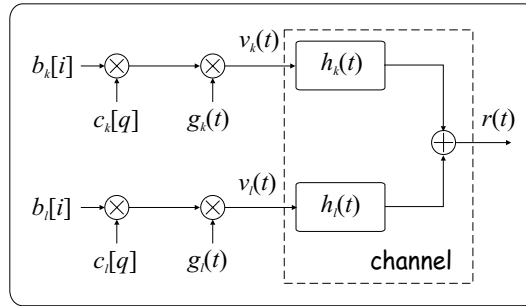 v_k(t)
b_k[i]
h_k(t)
c_k[q]
g_k(t)
r(t)
v_l(t)
b_l[i]
h_l(t)
c_l[q]
g_l(t)
channel